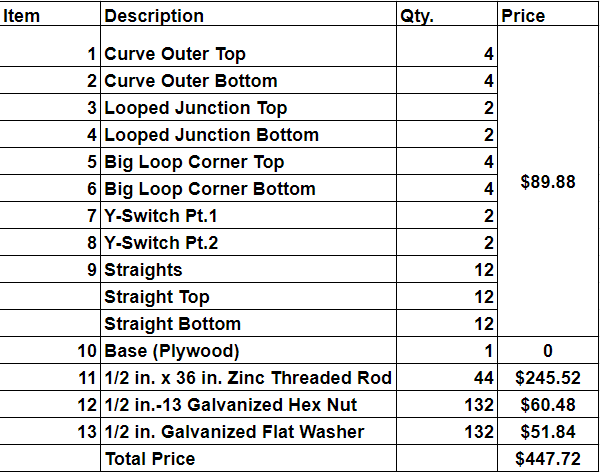 Item Description Qty. Price
1 Curve Outer Top 4
2 Curve Outer Bottom 4
3 Looped Junction Top 2
4 Looped Junction Bottom 2
5 Big Loop Corner Top 4
6 Big Loop Corner Bottom 4 $89.88
7 Y-Switch Pt.1 2
8 Y-Switch Pt.2 2
9 Straights 12
Straight Top 12
Straight Bottom 12
10 Base (Plywood) 1 0
11 1/2 in. x 36 in. Zinc Threaded Rod 44 $245.52
12 1/2 in.-13 Galvanized Hex Nut 132 $60.48
13 1/2 in. Galvanized Flat Washer 132 $51.84
Total Price $447.72